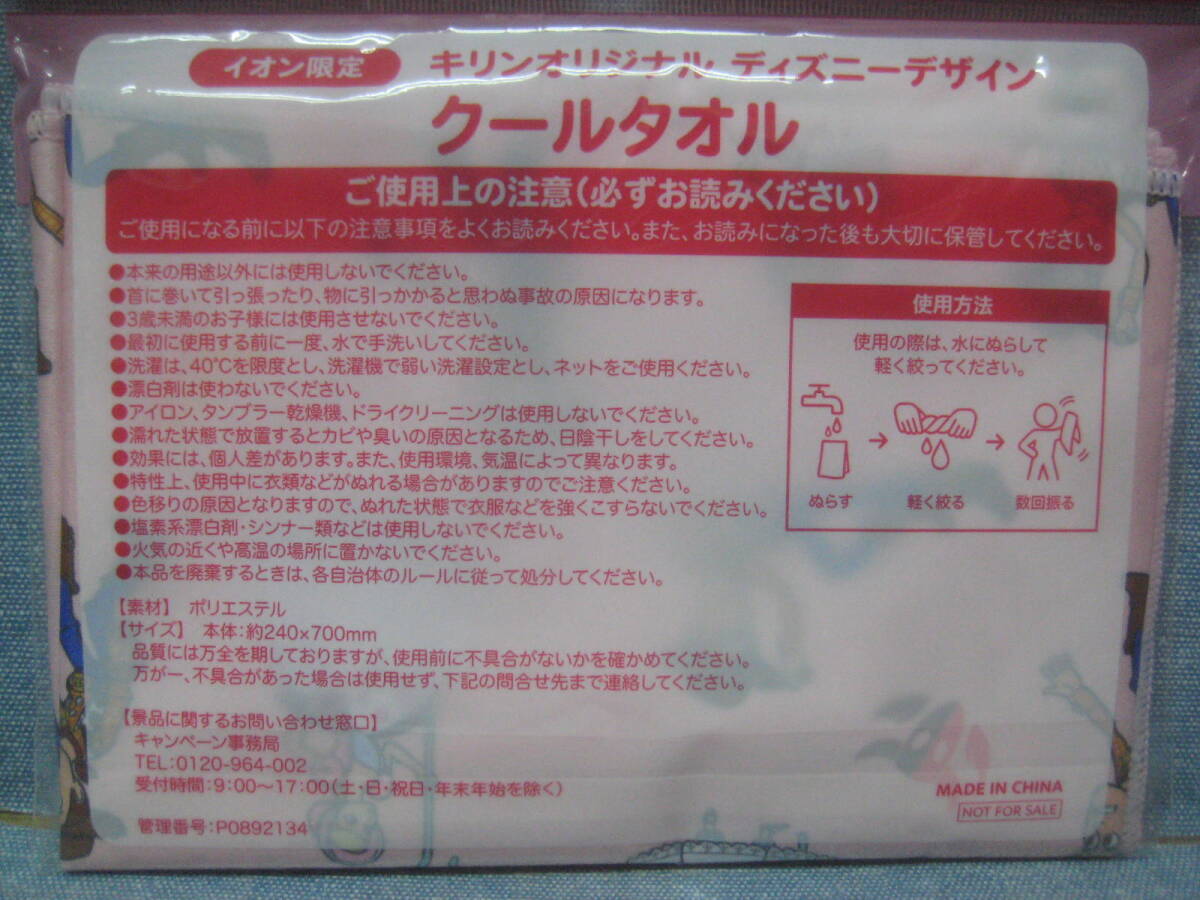 イオン限定 キリンオリジナル ディズニーデザイン
クールタオル
ご使用上の注意(必ずお読みください)
ご使用になる前に以下の注意事項をよくお読みください。また、お読みになった後も大切に保管してください。
●本来の用途以外には使用しないでください。
●首に巻いて引っ張ったり、物に引っかかると思わぬ事故の原因になります。
●3歳未満のお子様には使用させないでください。
●最初に使用する前に一度、水で手洗いしてください。
●洗濯は、40℃を限度とし、洗濯機で弱い洗濯設定とし、ネットをご使用ください。
●漂白剤は使わないでください。
●アイロン、タンブラー乾燥機、ドライクリーニングは使用しないでください。
●濡れた状態で放置するとカビや臭いの原因となるため、日陰干しをしてください。
●効果には、個人差があります。また、使用環境、気温によって異なります。
●特性上、使用中に衣類などがぬれる場合がありますのでご注意ください。
●色移りの原因となりますので、ぬれた状態で衣服などを強くこすらないでください。
●塩素系漂白剤・シンナー類などは使用しないでください。
●火気の近くや高温の場所に置かないでください。
●本品を廃棄するときは、各自治体のルールに従って処分してください。
使用方法
使用の際は、水にぬらして
軽く絞ってください。
ぬらす 軽く絞る 数回振る
【素材】 ポリエステル
【サイズ】 本体:約240×700mm
品質には万全を期しておりますが、使用前に不具合がないかを確かめてください。
万が一、不具合があった場合は使用せず、下記の問合せ先まで連絡してください。
【景品に関するお問い合わせ窓口】
キャンペーン事務局
TEL:0120-964-002
受付時間:9:00〜17:00(土・日・祝日・年末年始を除く)
管理番号:P0892134
MADE IN CHINA
NOT FOR SALE